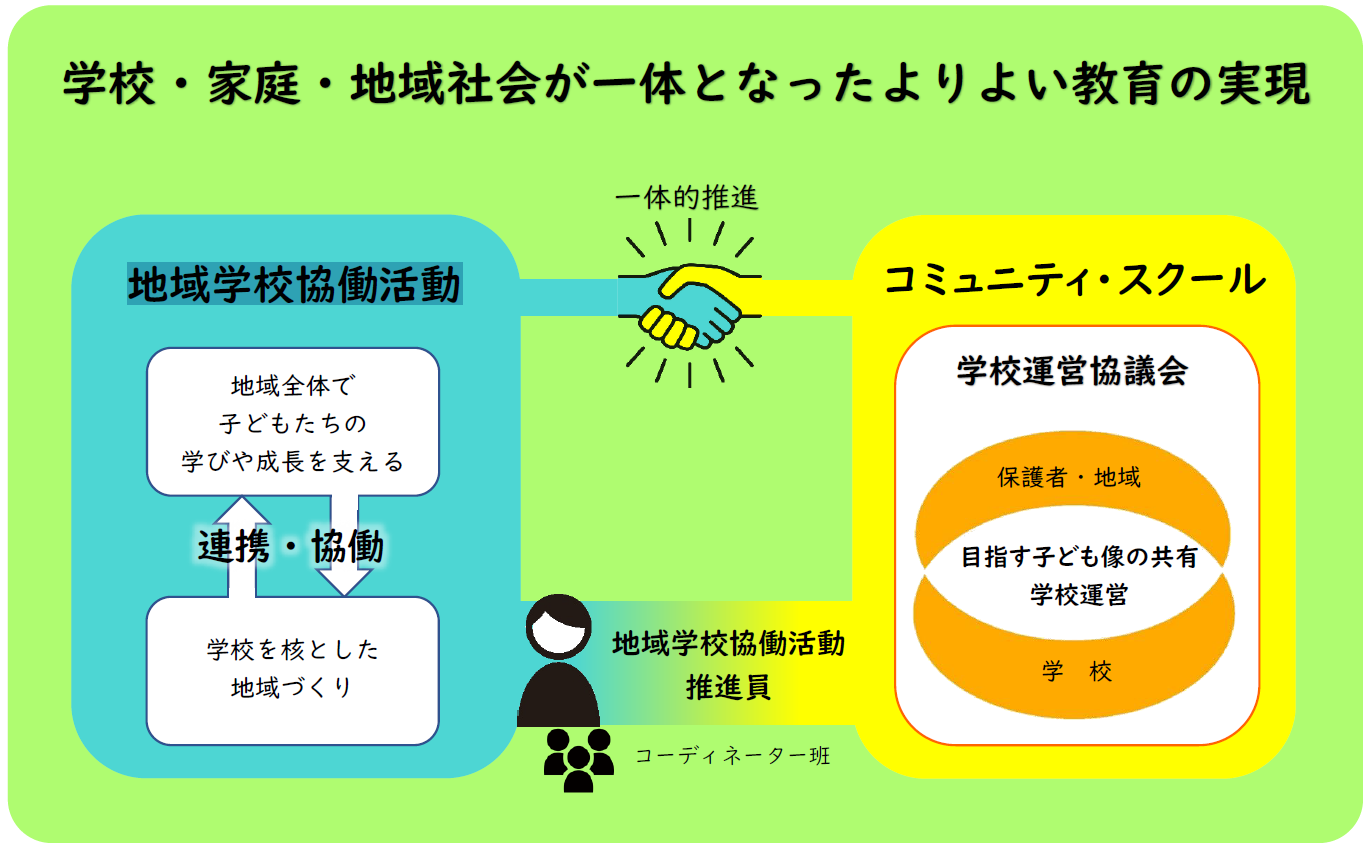 学校・家庭・地域社会が一体となったよりよい教育の実現
一体的推進
地域学校協働活動
地域全体で
子どもたちの
学びや成長を支える
連携・協働
学校を核とした
地域づくり
コミュニティ・スクール
学校運営協議会
保護者・地域
目指す子ども像の共有
学校運営
学　校
地域学校協働活動
推進員
コーディネーター班